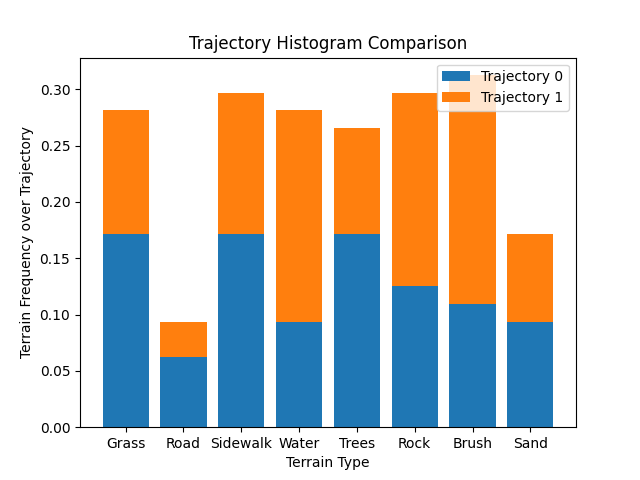 Trajectory Histogram Comparison
Trajectory 0
Trajectory 1
0.30
0.25
0.20
0.15
0.10
0.05
0.00
Terrain Frequency over Trajectory
Grass Road Sidewalk Water Trees Rock Brush Sand
Terrain Type